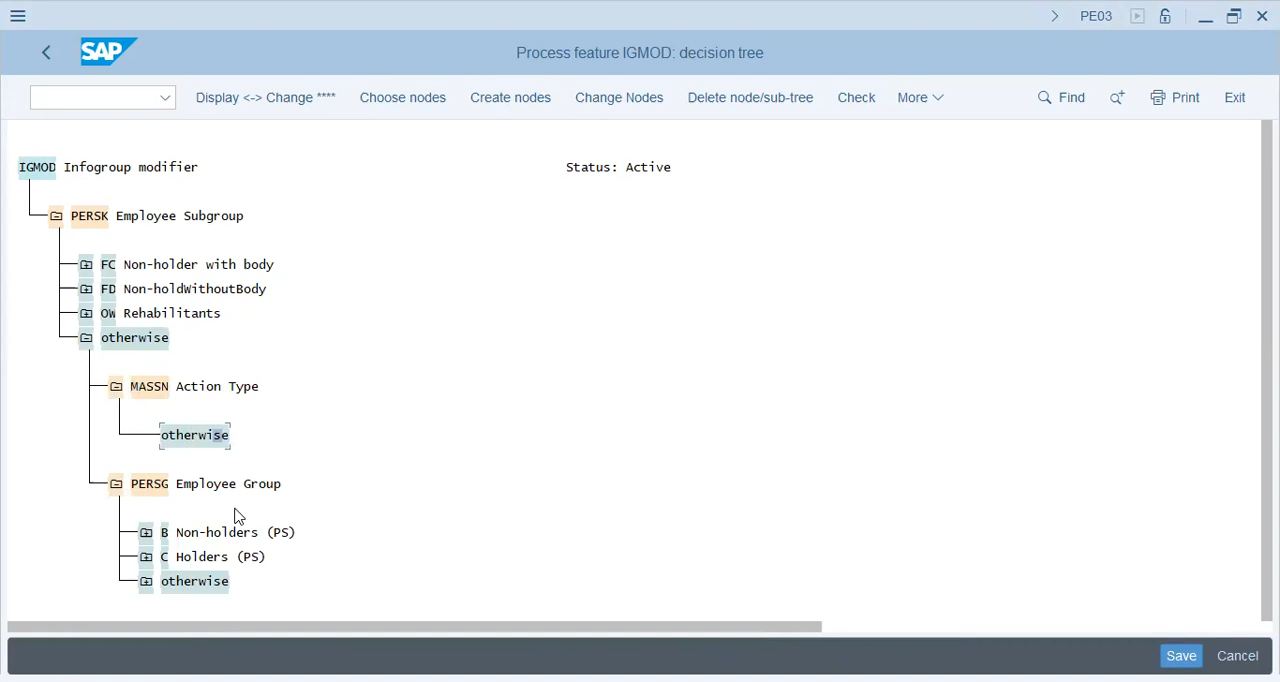 PE03
SAP
Process feature IGMOD: decision tree
Display <-> Change ****
Choose nodes
Create nodes
Change Nodes
Delete node/sub-tree
Check
More
Find
Print
Exit
IGMOD Infogroup modifier
Status: Active
PERSK Employee Subgroup
FC Non-holder with body
FD Non-holdWithoutBody
OW Rehabilitants
otherwise
MASSN Action Type
otherwise
PERSG Employee Group
B Non-holders (PS)
C Holders (PS)
otherwise
Save
Cancel